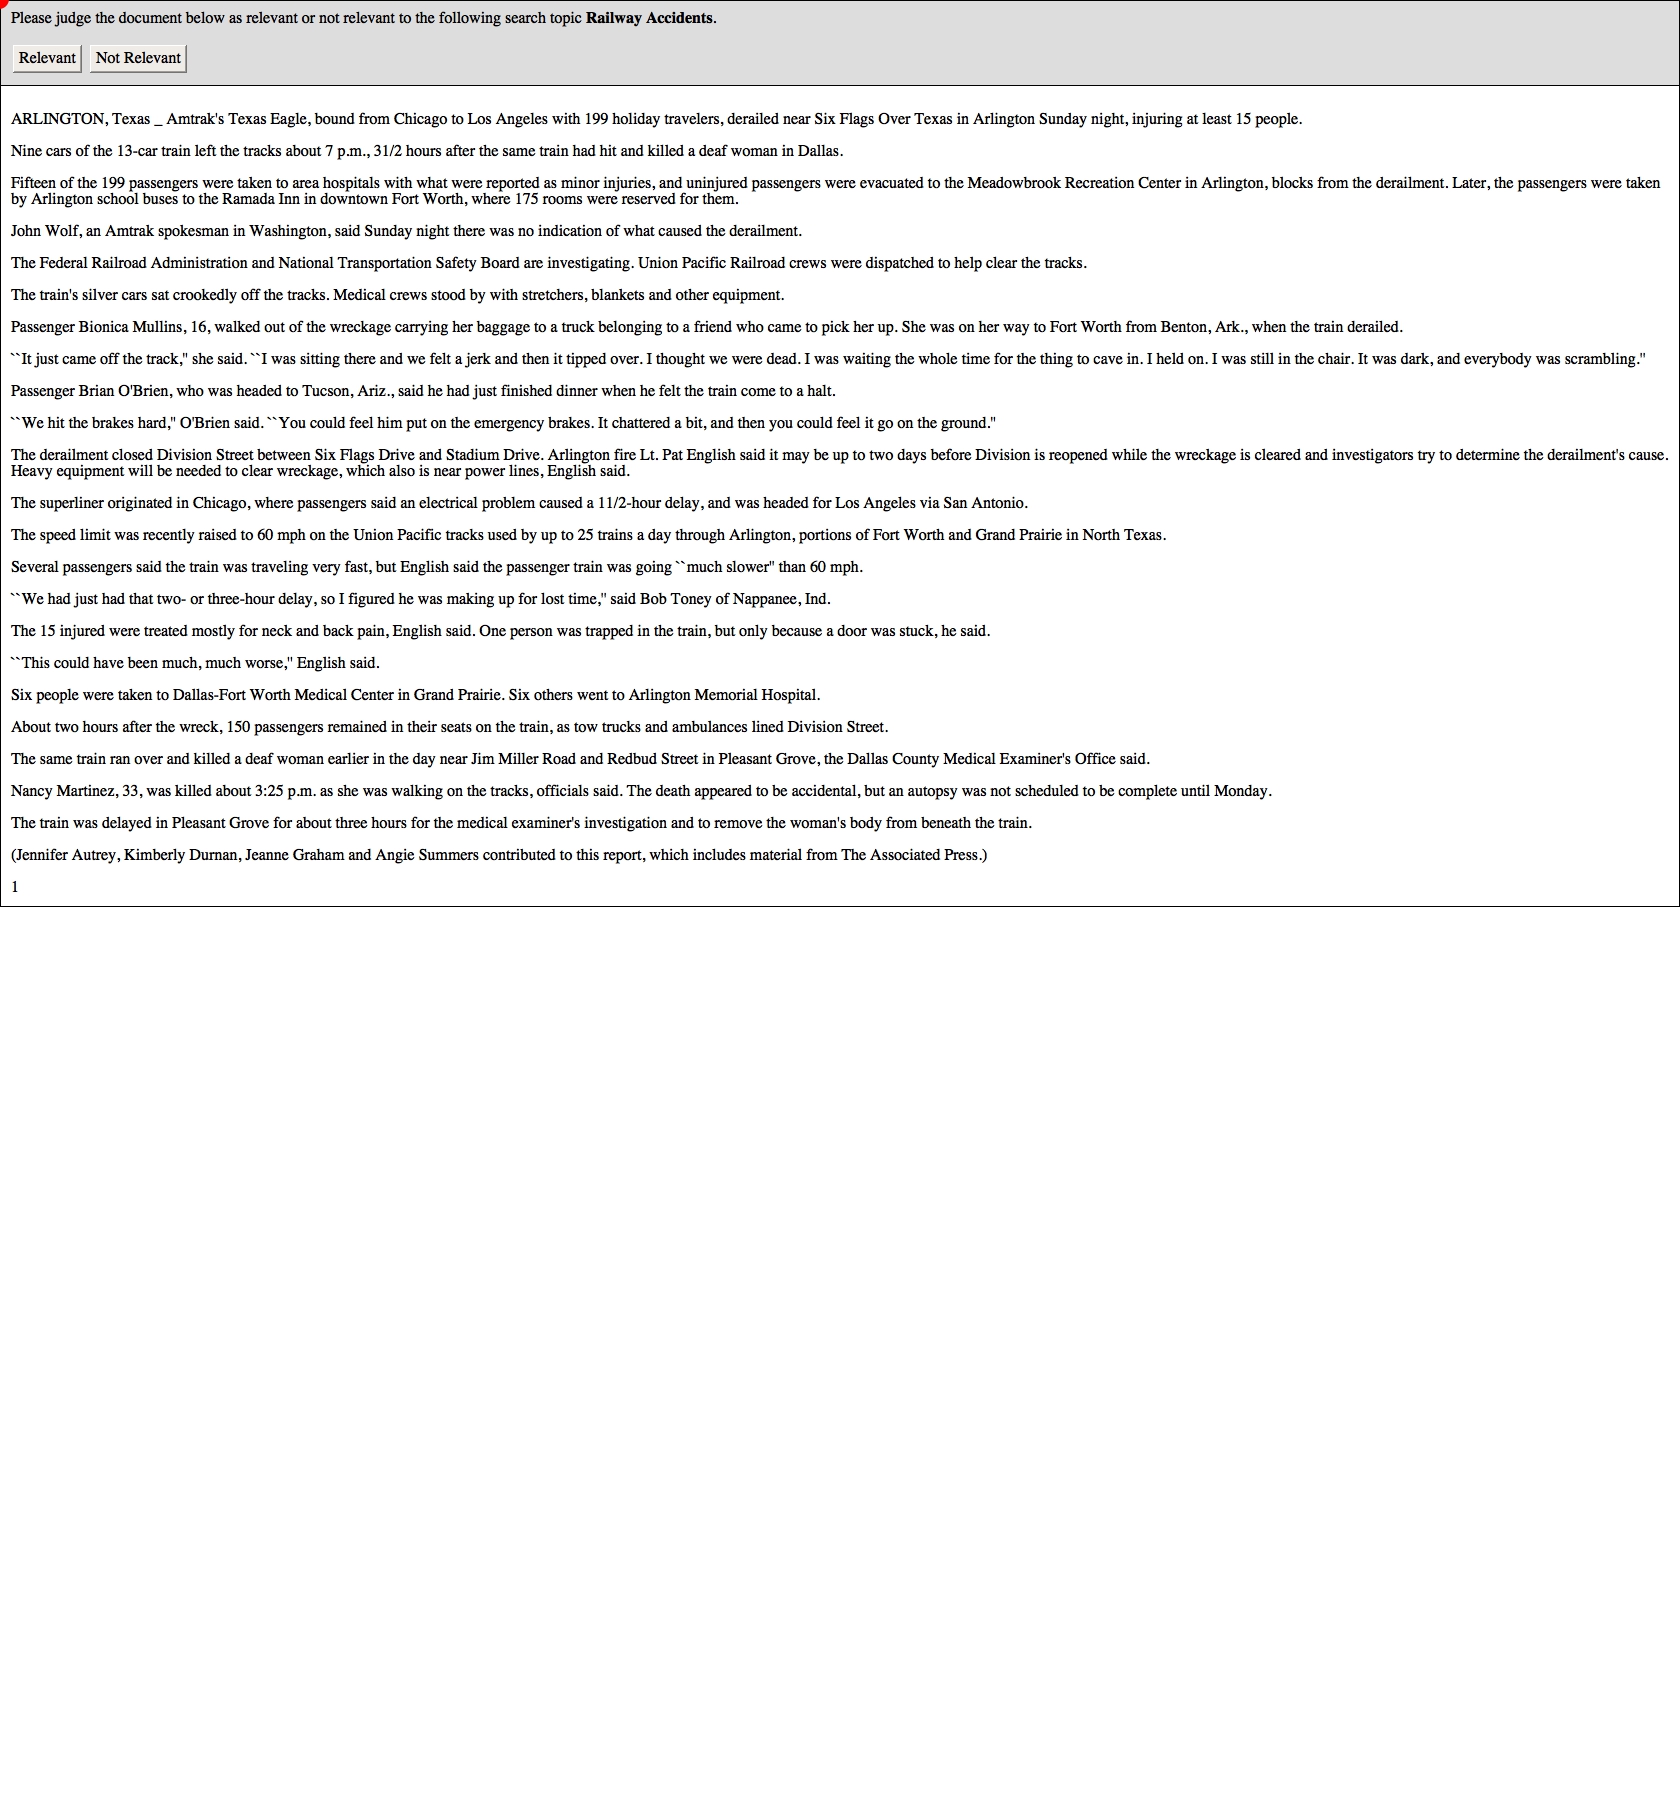 Please judge the document below as relevant or not relevant to the following search topic Railway Accidents.
Relevant Not Relevant
ARLINGTON, Texas _ Amtrak's Texas Eagle, bound from Chicago to Los Angeles with 199 holiday travelers, derailed near Six Flags Over Texas in Arlington Sunday night, injuring at least 15 people.
Nine cars of the 13-car train left the tracks about 7 p.m., 31/2 hours after the same train had hit and killed a deaf woman in Dallas.
Fifteen of the 199 passengers were taken to area hospitals with what were reported as minor injuries, and uninjured passengers were evacuated to the Meadowbrook Recreation Center in Arlington, blocks from the derailment. Later, the passengers were taken
by Arlington school buses to the Ramada Inn in downtown Fort Worth, where 175 rooms were reserved for them.
John Wolf, an Amtrak spokesman in Washington, said Sunday night there was no indication of what caused the derailment.
The Federal Railroad Administration and National Transportation Safety Board are investigating. Union Pacific Railroad crews were dispatched to help clear the tracks.
The train's silver cars sat crookedly off the tracks. Medical crews stood by with stretchers, blankets and other equipment.
Passenger Bionica Mullins, 16, walked out of the wreckage carrying her baggage to a truck belonging to a friend who came to pick her up. She was on her way to Fort Worth from Benton, Ark., when the train derailed.
``It just came off the track,'' she said. ``I was sitting there and we felt a jerk and then it tipped over. I thought we were dead. I was waiting the whole time for the thing to cave in. I held on. I was still in the chair. It was dark, and everybody was scrambling.''
Passenger Brian O'Brien, who was headed to Tucson, Ariz., said he had just finished dinner when he felt the train come to a halt.
``We hit the brakes hard,'' O'Brien said. ``You could feel him put on the emergency brakes. It chattered a bit, and then you could feel it go on the ground.''
The derailment closed Division Street between Six Flags Drive and Stadium Drive. Arlington fire Lt. Pat English said it may be up to two days before Division is reopened while the wreckage is cleared and investigators try to determine the derailment's cause.
Heavy equipment will be needed to clear wreckage, which also is near power lines, English said.
The superliner originated in Chicago, where passengers said an electrical problem caused a 11/2-hour delay, and was headed for Los Angeles via San Antonio.
The speed limit was recently raised to 60 mph on the Union Pacific tracks used by up to 25 trains a day through Arlington, portions of Fort Worth and Grand Prairie in North Texas.
Several passengers said the train was traveling very fast, but English said the passenger train was going ``much slower'' than 60 mph.
``We had just had that two- or three-hour delay, so I figured he was making up for lost time,'' said Bob Toney of Nappanee, Ind.
The 15 injured were treated mostly for neck and back pain, English said. One person was trapped in the train, but only because a door was stuck, he said.
``This could have been much, much worse,'' English said.
Six people were taken to Dallas-Fort Worth Medical Center in Grand Prairie. Six others went to Arlington Memorial Hospital.
About two hours after the wreck, 150 passengers remained in their seats on the train, as tow trucks and ambulances lined Division Street.
The same train ran over and killed a deaf woman earlier in the day near Jim Miller Road and Redbud Street in Pleasant Grove, the Dallas County Medical Examiner's Office said.
Nancy Martinez, 33, was killed about 3:25 p.m. as she was walking on the tracks, officials said. The death appeared to be accidental, but an autopsy was not scheduled to be complete until Monday.
The train was delayed in Pleasant Grove for about three hours for the medical examiner's investigation and to remove the woman's body from beneath the train.
(Jennifer Autrey, Kimberly Durnan, Jeanne Graham and Angie Summers contributed to this report, which includes material from The Associated Press.)
1